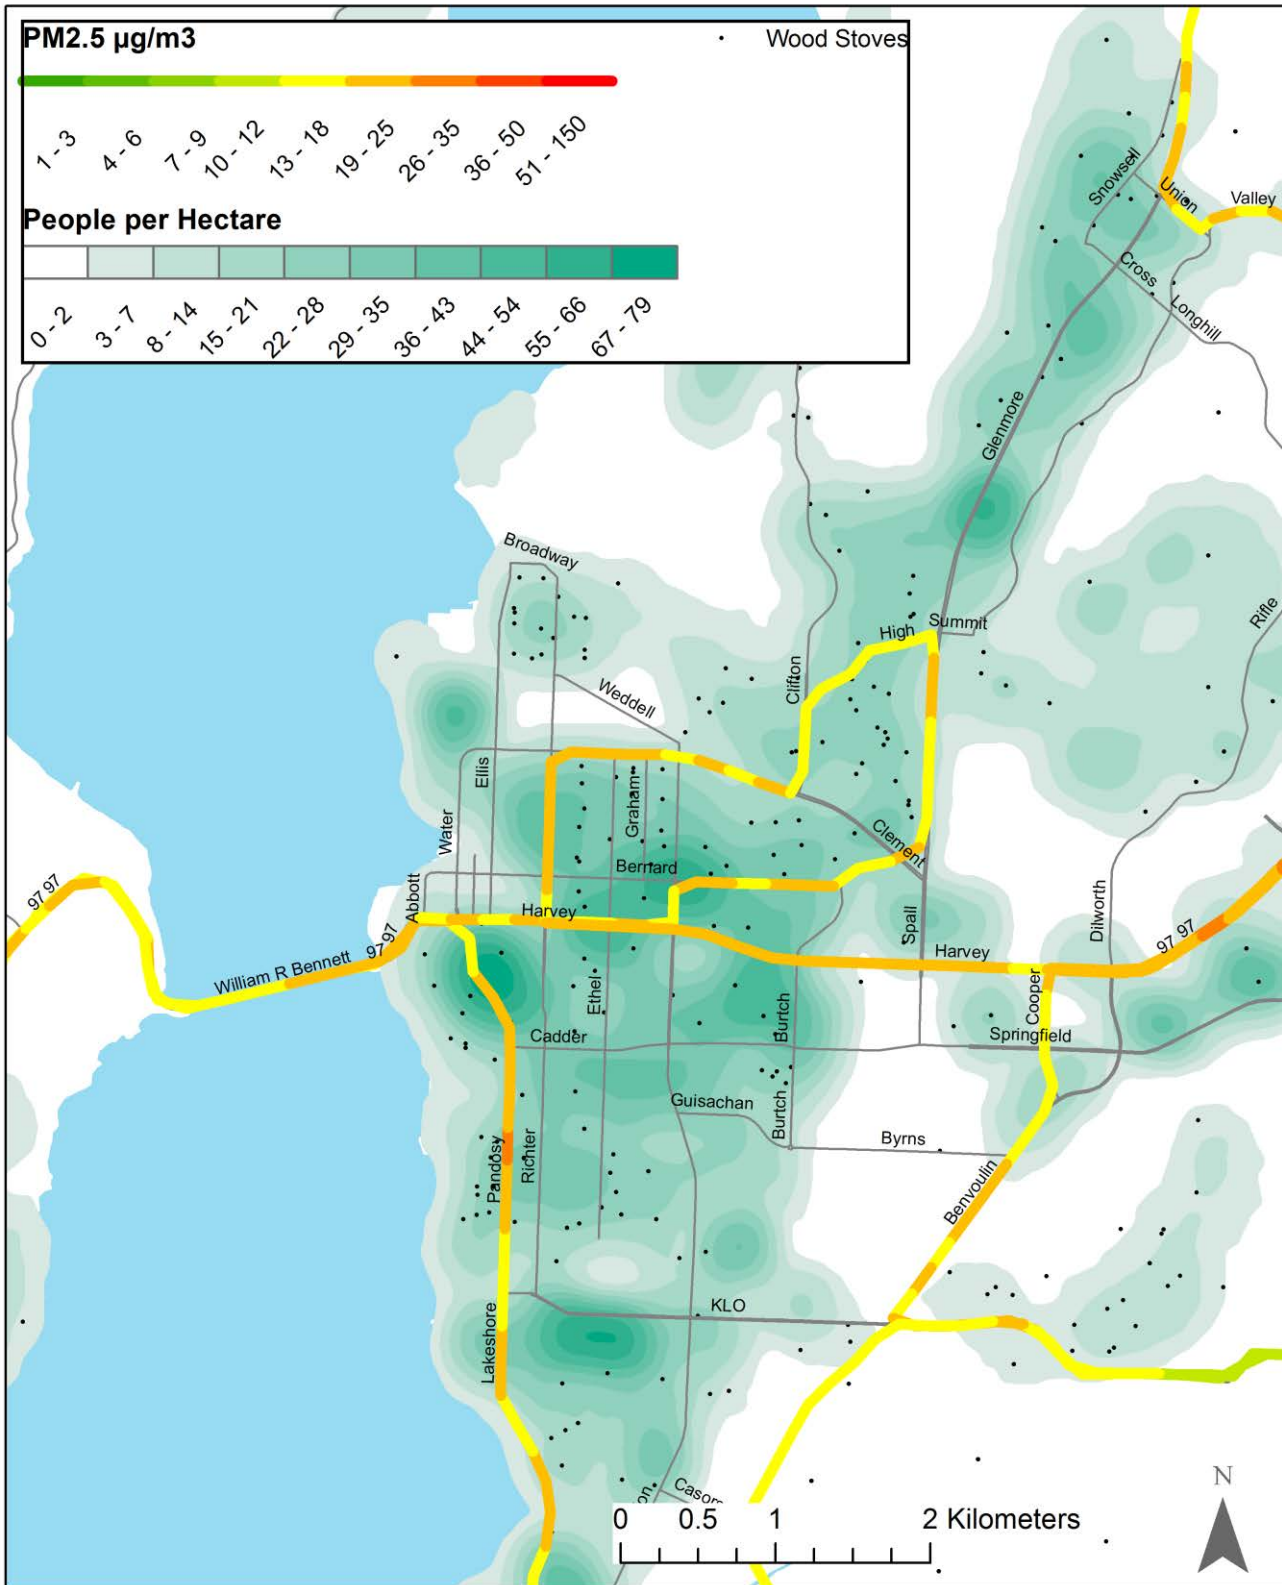 PM2.5 µg/m3
Wood Stoves
1 - 3
4 - 6
7 - 9
10 - 12
13 - 18
19 - 25
26 - 35
36 - 50
51 - 150
People per Hectare
0 - 2
3 - 7
8 - 14
15 - 21
22 - 28
29 - 35
36 - 43
44 - 54
55 - 66
67 - 79
Snowsell
Union
Valley
Cross
Longhill
Glenmore
Broadway
Rifle
High
Summit
Clifton
Weddell
Ellis
Water
Graham
Clement
Bernard
Abbott
Harvey
Spall
Dilworth
97 97
97-97
97 97
William R Bennett
Harvey
Cooper
Ethel
Burtch
Cadder
Springfield
Guisachan
Burtch
Byrns
Pandosy
Richter
Benvoulin
KLO
Lakeshore
on
Casor
N
0 0.5 1 2 Kilometers